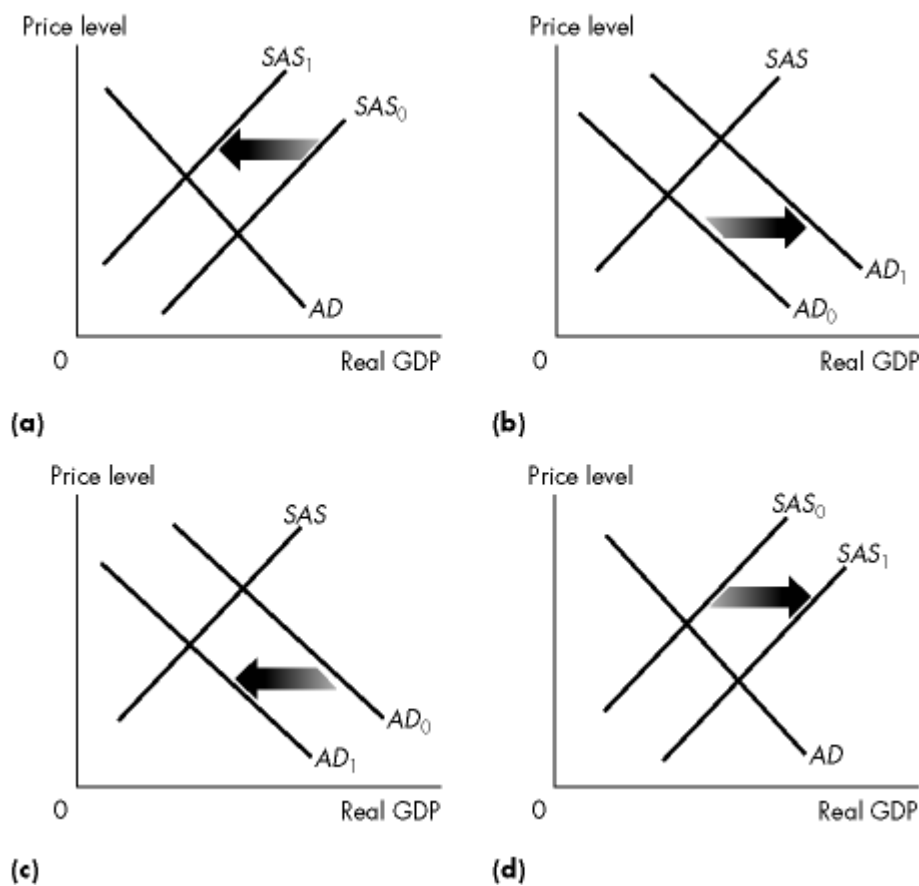 Price level
SAS₁
SAS₀
AD
0
Real GDP
(a)
Price level
SAS
AD₁
AD₀
0
Real GDP
(b)
Price level
SAS
AD₀
AD₁
0
Real GDP
(c)
Price level
SAS₀
SAS₁
AD
0
Real GDP
(d)